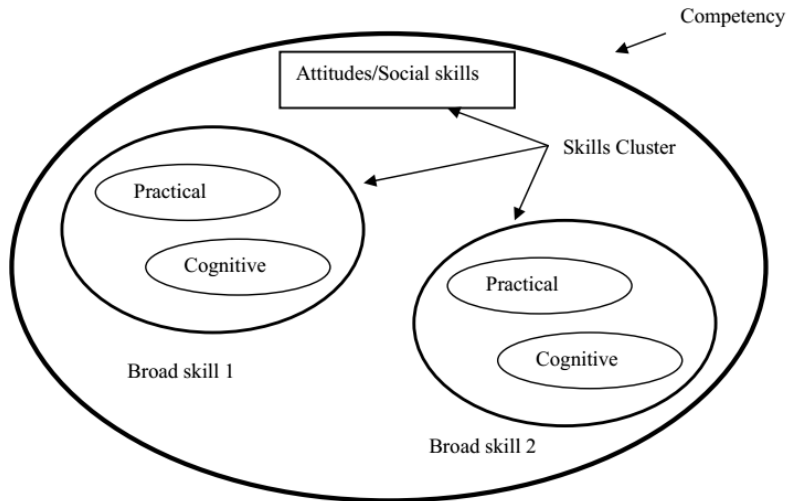 Competency
Attitudes/Social skills
Skills Cluster
Practical
Cognitive
Broad skill 1
Practical
Cognitive
Broad skill 2